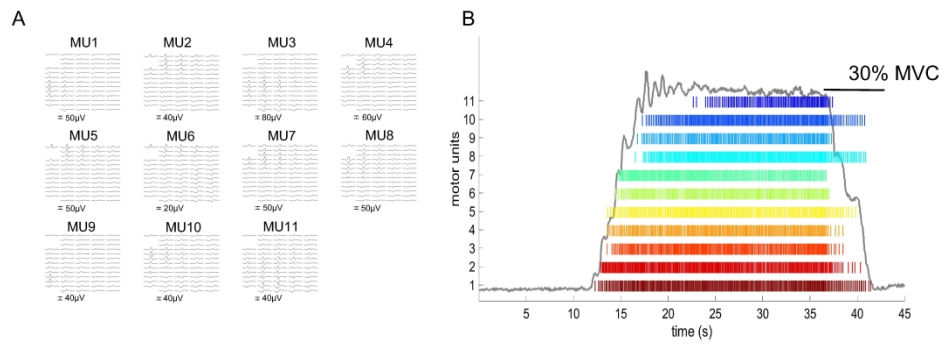 A
MU1 MU2 MU3 MU4
50μV 40μV 80μV 60μV
MU5 MU6 MU7 MU8
50μV 20μV 50μV 50μV
MU9 MU10 MU11
40μV 40μV 40μV
B
30% MVC
motor units
11
10
9
8
7
6
5
4
3
2
1
5 10 15 20 25 30 35 40 45
time (s)